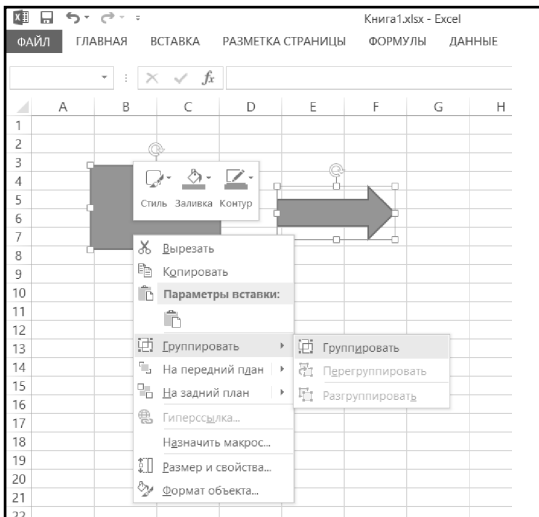 Книга1.xlsx - Excel
ФАЙЛ ГЛАВНАЯ ВСТАВКА РАЗМЕТКА СТРАНИЦЫ ФОРМУЛЫ ДАННЫЕ
fx
A B C D E F G H
1
2
3
4
5
Стиль Заливка Контур
6
7
Вырезать
8
Копировать
9
10
Параметры вставки:
11
12
13
Группировать Группировать
14
На передний план Перегруппировать
15
На задний план Разгруппировать
16
Гиперссылка...
17
18
Назначить макрос...
19
Размер и свойства...
20
Формат объекта...
21
22